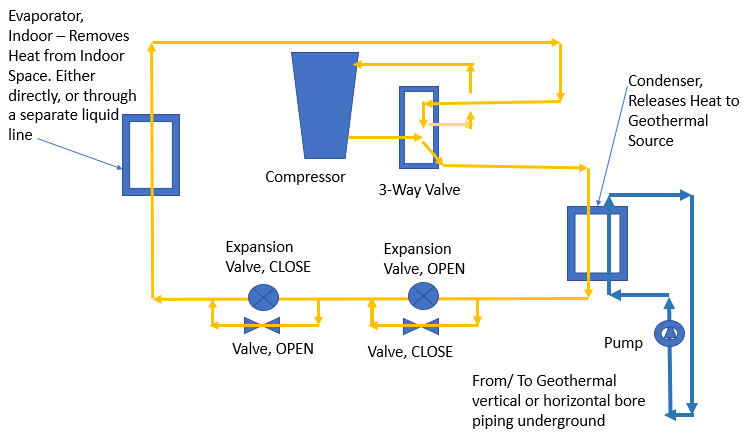 Evaporator,
Indoor – Removes
Heat from Indoor
Space. Either
directly, or through
a separate liquid
line
Compressor
3-Way Valve
Condenser,
Releases Heat to
Geothermal
Source
Expansion
Valve, CLOSE
Expansion
Valve, OPEN
Valve, OPEN
Valve, CLOSE
Pump
From/ To Geothermal
vertical or horizontal bore
piping underground